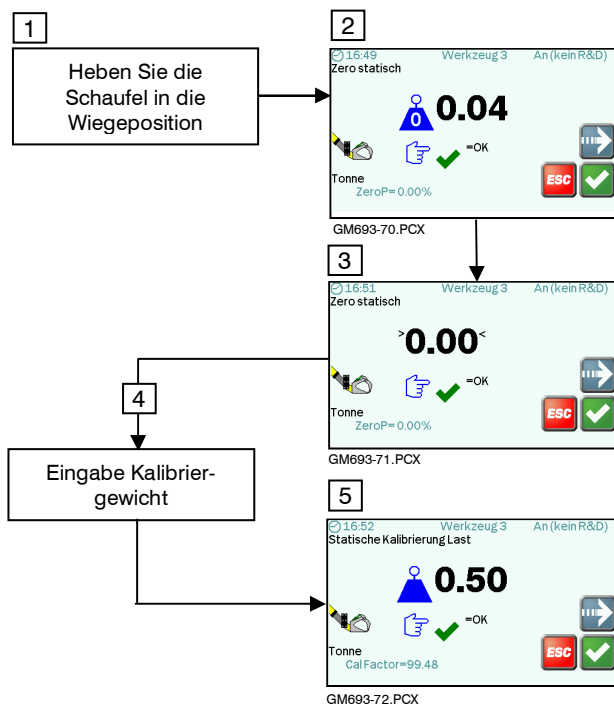 1
Heben Sie die
Schaufel in die
Wiegeposition
2
16:49 Werkzeug 3 An (kein R&D)
Zero statisch
0 0.04
=OK
Tonne
ESC
ZeroP= 0.00%
GM693-70.PCX
3
16:51 Werkzeug 3 An (kein R&D)
Zero statisch
>0.00<
=OK
Tonne
ESC
ZeroP= 0.00%
GM693-71.PCX
4
Eingabe Kalibrier-
gewicht
5
16:52 Werkzeug 3 An (kein R&D)
Statische Kalibrierung Last
0.50
=OK
Tonne
ESC
Cal Factor=99.48
GM693-72.PCX